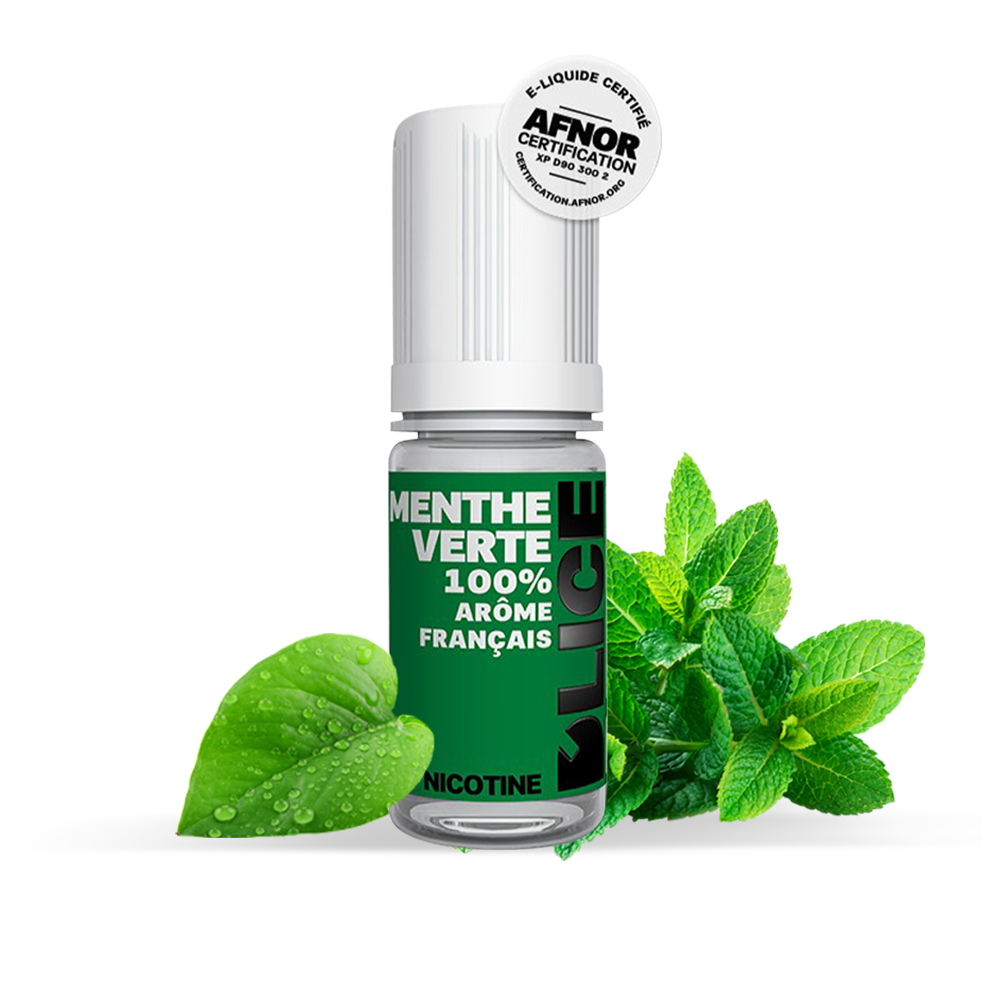 E-LIQUIDE CERTIFIÉ
AFNOR
CERTIFICATION
XP D90 300 2
CERTIFICATION.AFNOR.ORG
MENTHE
VERTE
100%
ARÔME
FRANÇAIS
D'LICE
NICOTINE